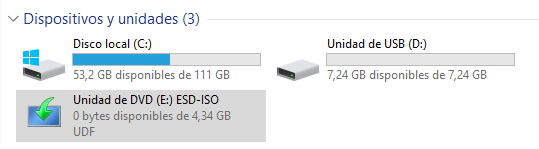 Dispositivos y unidades (3)
Disco local (C:)
53,2 GB disponibles de 111 GB
Unidad de USB (D:)
7,24 GB disponibles de 7,24 GB
Unidad de DVD (E:) ESD-ISO
0 bytes disponibles de 4,34 GB
UDF